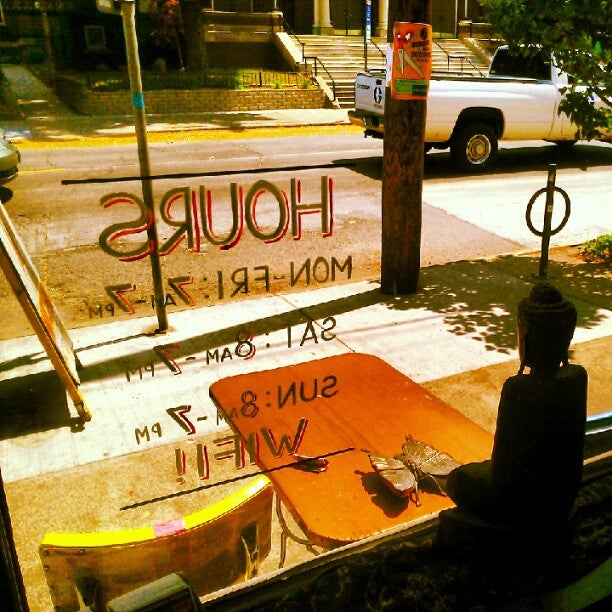 HOURS
MON-FRI: 7AM-7PM
SAT: 8AM-7PM
SUN: 8AM-7PM
WIFI!